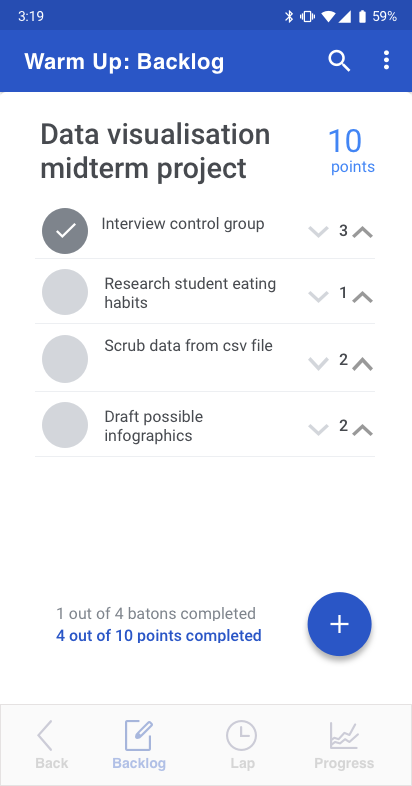 3:19
59%
Warm Up: Backlog
Data visualisation
midterm project
10
points
Interview control group
3
Research student eating
habits
1
Scrub data from csv file
2
Draft possible
infographics
2
1 out of 4 batons completed
4 out of 10 points completed
Back
Backlog
Lap
Progress